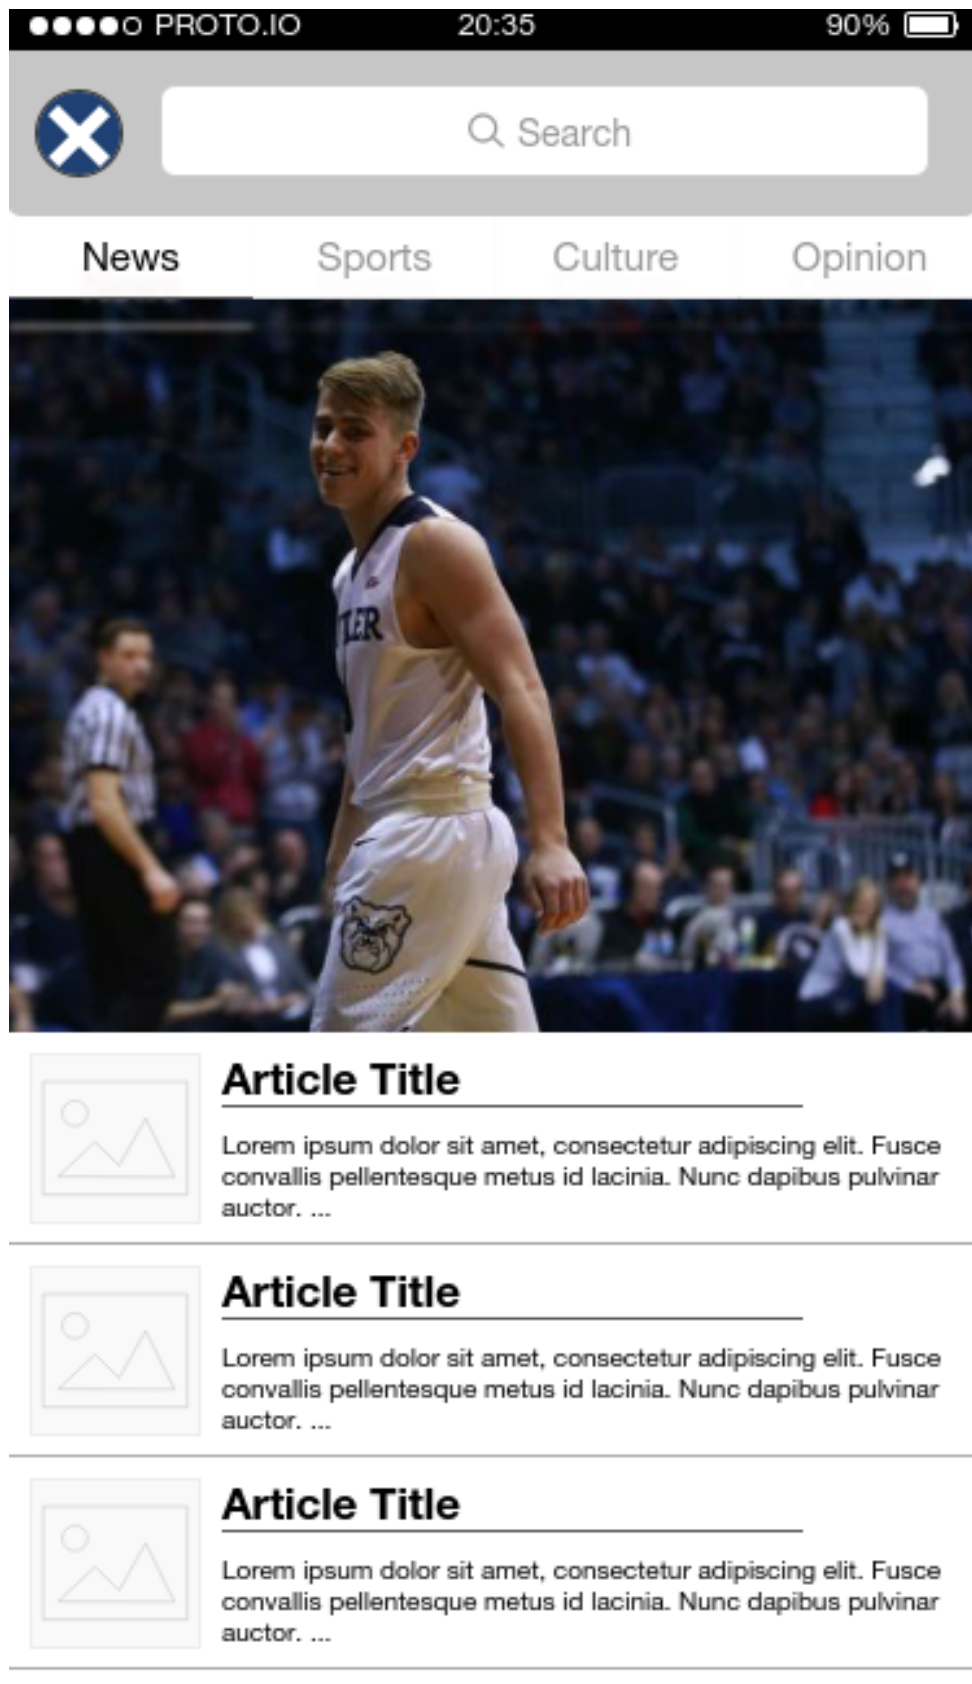 PROTO.IO 20:35 90%
Search
News Sports Culture Opinion
Article Title
Lorem ipsum dolor sit amet, consectetur adipiscing elit. Fusce
convallis pellentesque metus id lacinia. Nunc dapibus pulvinar
auctor. ...
Article Title
Lorem ipsum dolor sit amet, consectetur adipiscing elit. Fusce
convallis pellentesque metus id lacinia. Nunc dapibus pulvinar
auctor. ...
Article Title
Lorem ipsum dolor sit amet, consectetur adipiscing elit. Fusce
convallis pellentesque metus id lacinia. Nunc dapibus pulvinar
auctor. ...